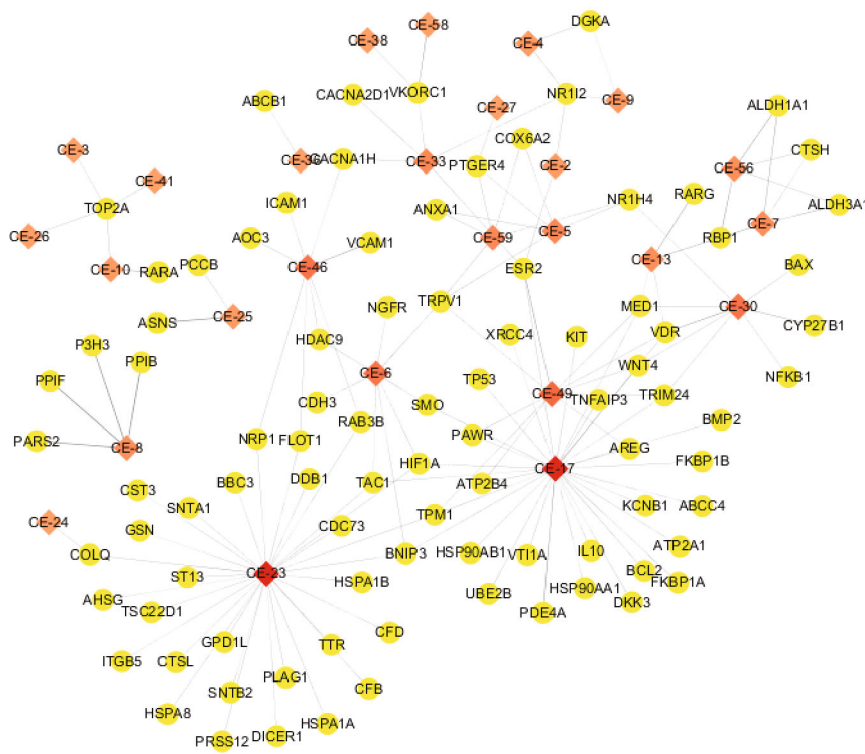 CE-58
DGKA
CE-38
CE-4
ABCB1
CACNA2D1
VKORC1
NR1I2
CE-9
CE-27
ALDH1A1
COX6A2
CE-3
CE-36
CACNA1H
CE-33
PTGER4
CE-2
CE-56
CTSH
CE-41
TOP2A
ICAM1
ANXA1
NR1H4
RARG
ALDH3A1
CE-7
CE-26
AOC3
VCAM1
CE-59
CE-5
RBP1
CE-10
RARA
PCCB
CE-46
ESR2
CE-13
BAX
ASNS
CE-25
NGFR
TRPV1
MED1
CE-30
P3H3
HDAC9
XRCC4
KIT
VDR
CYP27B1
PPIF
PPIB
CE-6
TP53
WNT4
NFKB1
CDH3
SMO
CE-49
TNFAIP3
TRIM24
PARS2
CE-8
NRP1
FLOT1
RAB3B
PAWR
AREG
BMP2
CST3
BBC3
DDB1
HIF1A
CE-17
FKBP1B
CE-24
SNTA1
TAC1
ATP2B4
KCNB1
ABCC4
GSN
CDC73
TPM1
COLQ
ST13
CE-23
BNIP3
HSP90AB1
VTI1A
IL10
ATP2A1
AHSG
TSC22D1
HSPA1B
UBE2B
HSP90AA1
BCL2
FKBP1A
PDE4A
DKK3
ITGB5
CTSL
GPD1L
TTR
CFD
HSPA8
SNTB2
PLAG1
CFB
PRSS12
DICER1
HSPA1A